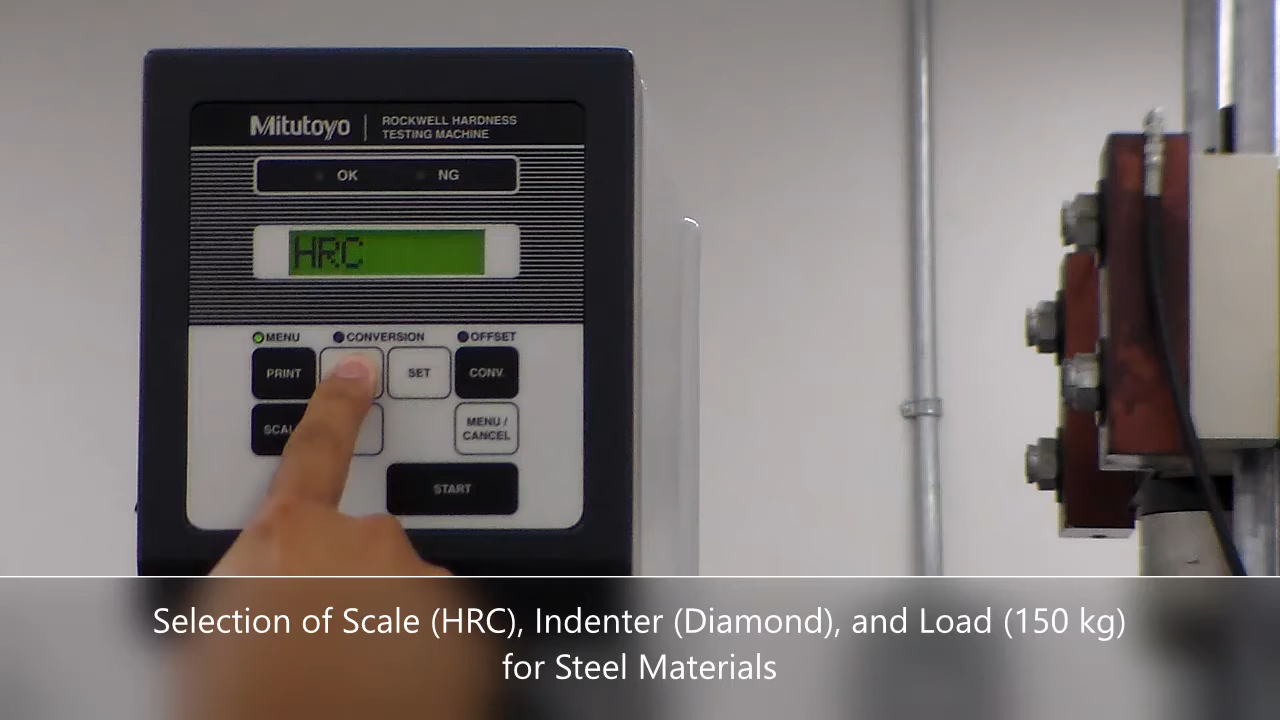 Mitutoyo
ROCKWELL HARDNESS
TESTING MACHINE
OK NG
HRC
MENU CONVERSION OFFSET
PRINT SET CONV.
MENU /
CANCEL
START
Selection of Scale (HRC), Indenter (Diamond), and Load (150 kg)
for Steel Materials